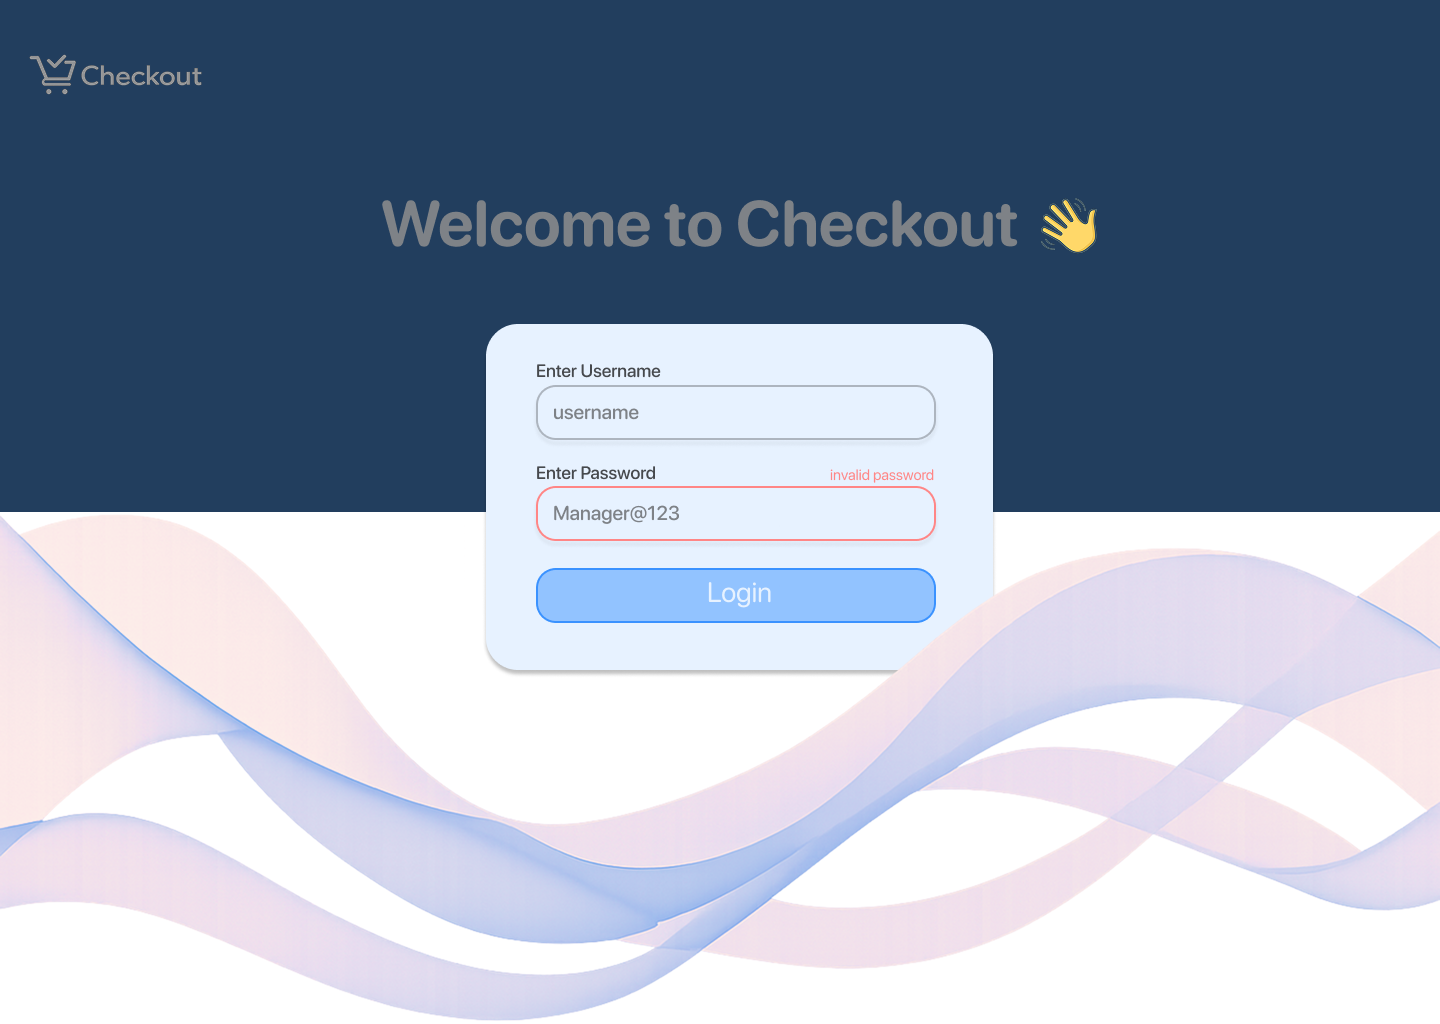 Checkout
Welcome to Checkout 👋
Enter Username
username
Enter Password
invalid password
Manager@123
Login